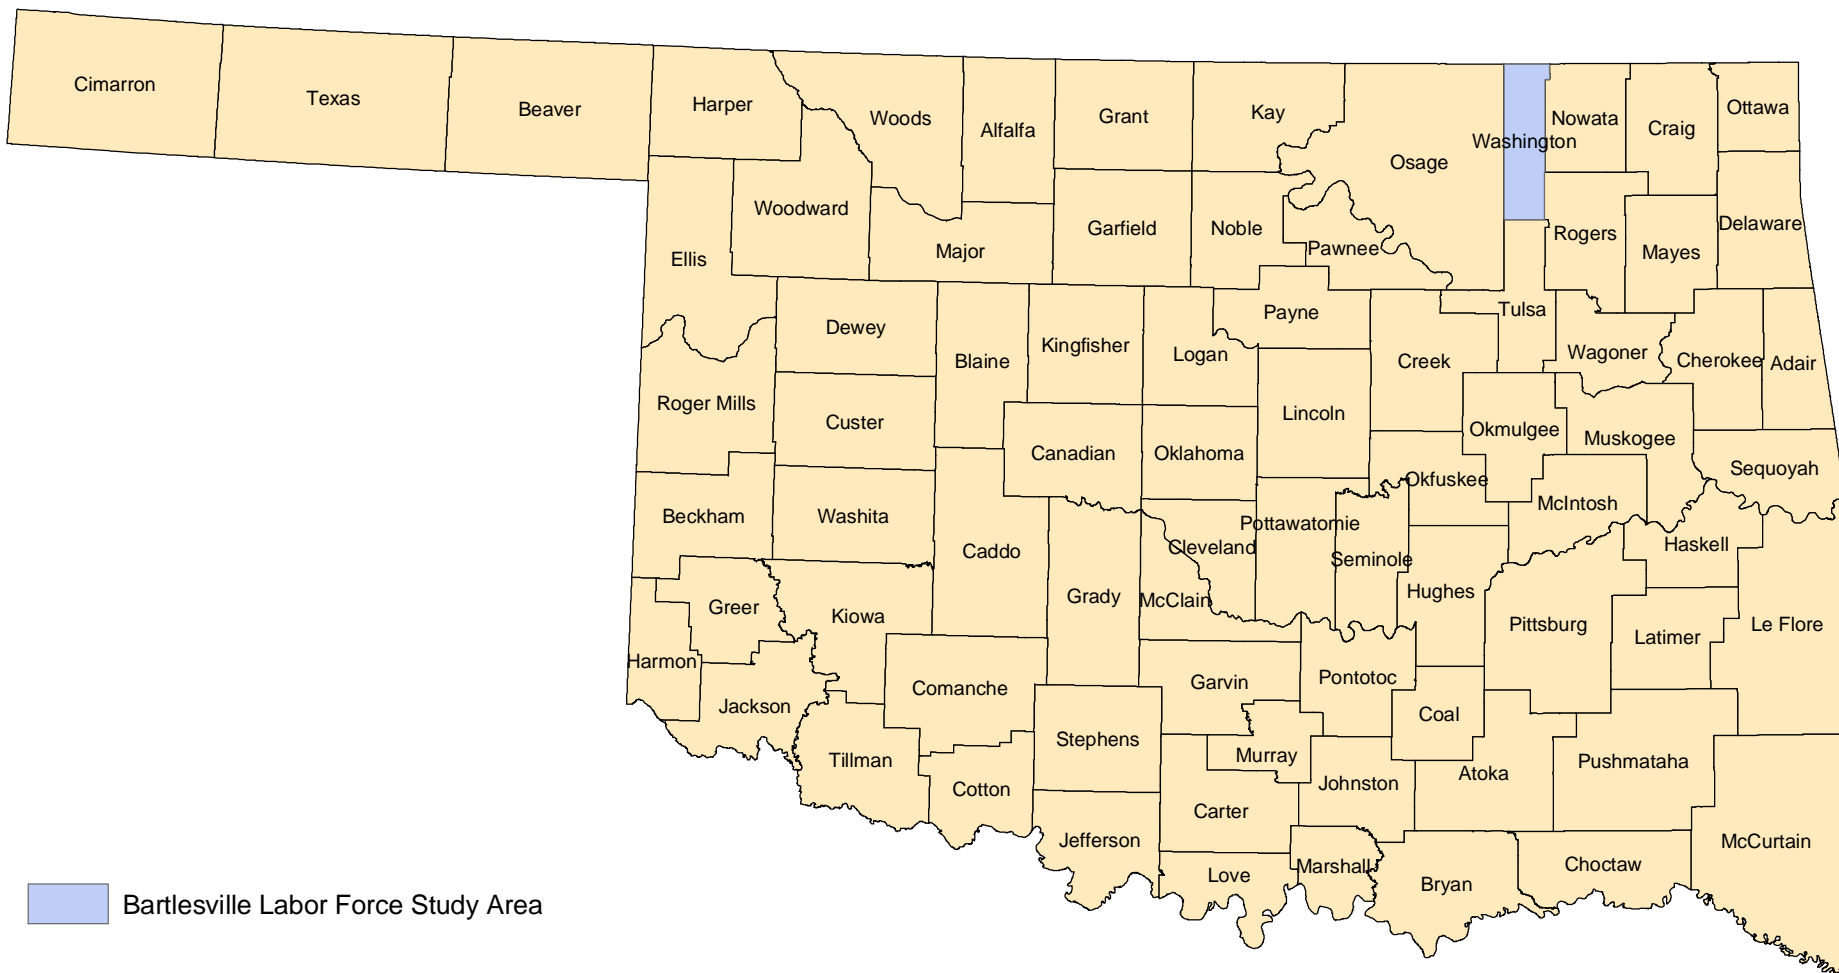 Cimarron
Texas
Beaver
Harper
Woods
Alfalfa
Grant
Kay
Osage
Washington
Nowata
Craig
Ottawa
Woodward
Ellis
Major
Garfield
Noble
Pawnee
Rogers
Mayes
Delaware
Dewey
Blaine
Kingfisher
Logan
Payne
Creek
Tulsa
Wagoner
Cherokee
Adair
Roger Mills
Custer
Canadian
Oklahoma
Lincoln
Okmulgee
Muskogee
Sequoyah
Beckham
Washita
Caddo
Grady
Cleveland
Pottawatomie
Seminole
Okfuskee
McIntosh
Haskell
Greer
Kiowa
McClain
Hughes
Pittsburg
Latimer
Le Flore
Harmon
Jackson
Comanche
Garvin
Pontotoc
Coal
Tillman
Stephens
Murray
Johnston
Atoka
Pushmataha
Cotton
Carter
Jefferson
Love
Marshall
Bryan
Choctaw
McCurtain
Bartlesville Labor Force Study Area